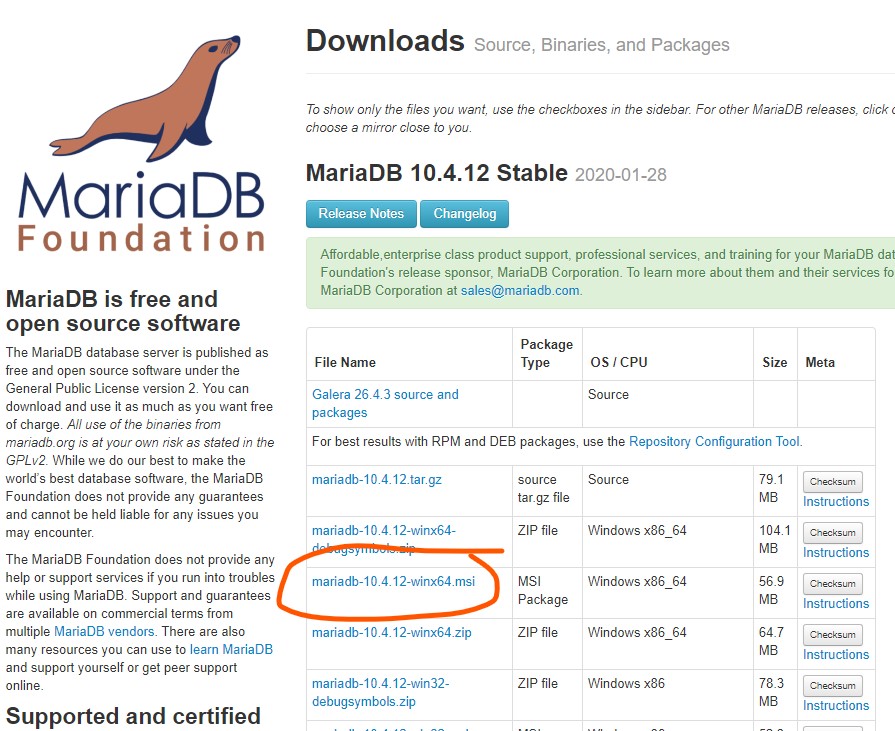 MariaDB
Foundation
MariaDB is free and
open source software
The MariaDB database server is published as
free and open source software under the
General Public License version 2. You can
download and use it as much as you want free
of charge. All use of the binaries from
mariadb.org is at your own risk as stated in the
GPLv2. While we do our best to make the
world's best database software, the MariaDB
Foundation does not provide any guarantees
and cannot be held liable for any issues you
may encounter.
The MariaDB Foundation does not provide any
help or support services if you run into troubles
while using MariaDB. Support and guarantees
are available on commercial terms from
multiple MariaDB vendors. There are also
many resources you can use to learn MariaDB
and support yourself or get peer support
online.
Supported and certified
Downloads Source, Binaries, and Packages
To show only the files you want, use the checkboxes in the sidebar. For other MariaDB releases, click
choose a mirror close to you.
MariaDB 10.4.12 Stable 2020-01-28
Release Notes Changelog
Affordable,enterprise class product support, professional services, and training for your MariaDB dat
Foundation's release sponsor, MariaDB Corporation. To learn more about them and their services fo
MariaDB Corporation at sales@mariadb.com.
File Name Package Type OS / CPU Size Meta
Galera 26.4.3 source and packages Source
For best results with RPM and DEB packages, use the Repository Configuration Tool.
mariadb-10.4.12.tar.gz source tar.gz file Source 79.1 MB Checksum Instructions
mariadb-10.4.12-winx64-debugsymbols.zip ZIP file Windows x86_64 104.1 MB Checksum Instructions
mariadb-10.4.12-winx64.msi MSI Package Windows x86_64 56.9 MB Checksum Instructions
mariadb-10.4.12-winx64.zip ZIP file Windows x86_64 64.7 MB Checksum Instructions
mariadb-10.4.12-win32-debugsymbols.zip ZIP file Windows x86 78.3 MB Checksum Instructions